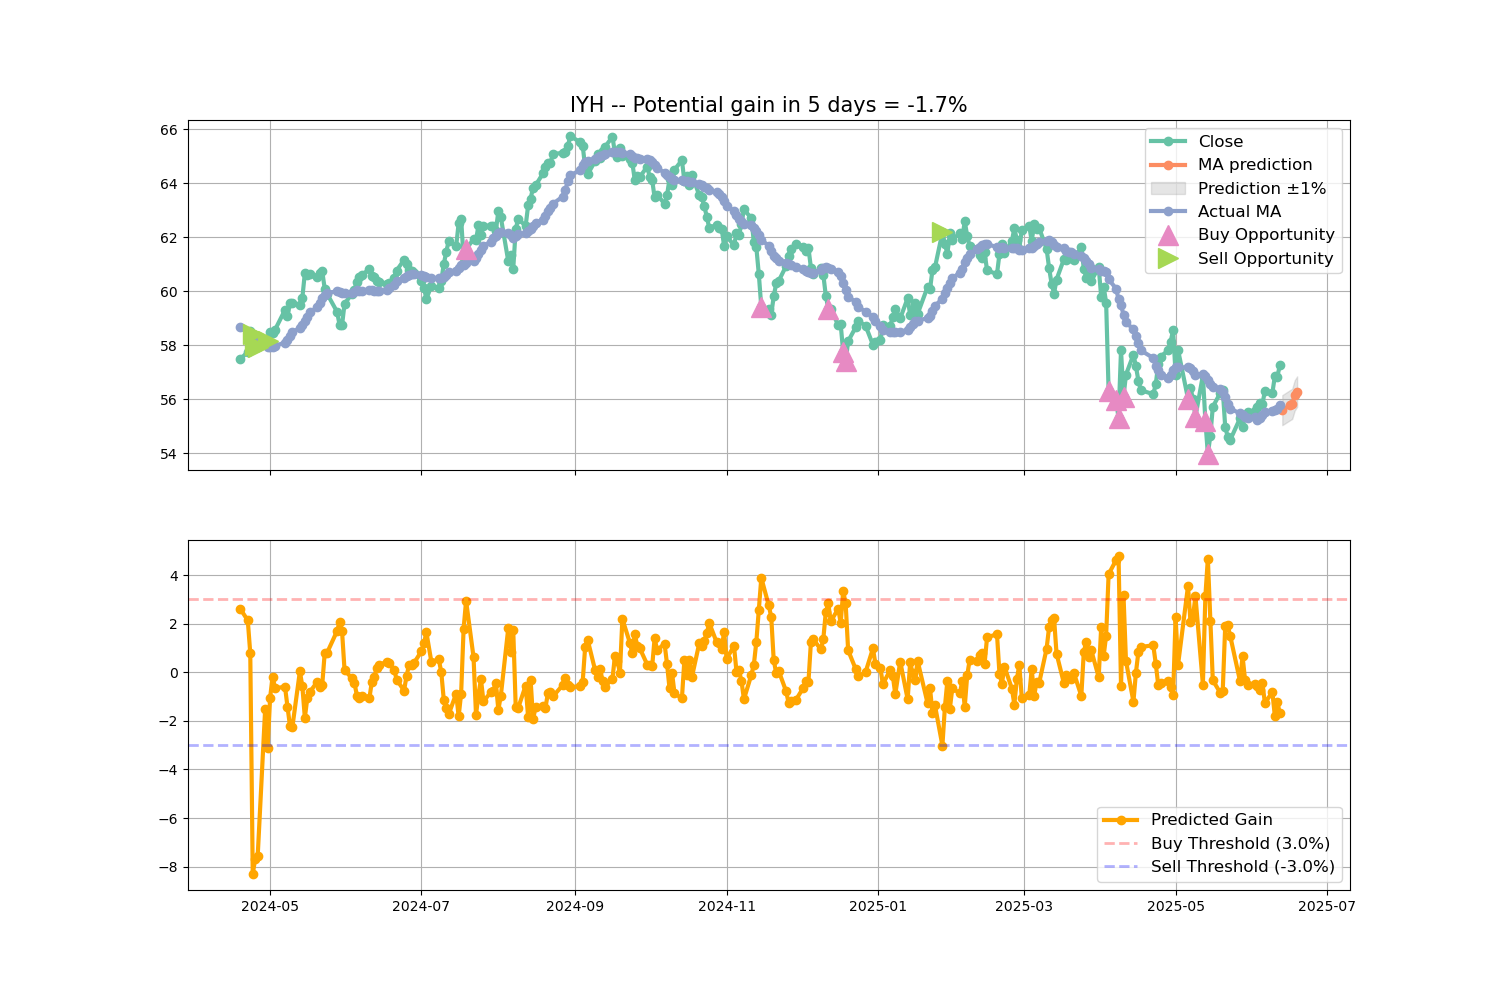 IYH -- Potential gain in 5 days = -1.7%
66
64
62
60
58
56
54
Close
MA prediction
Prediction ±1%
Actual MA
Buy Opportunity
Sell Opportunity
4
2
0
−2
−4
−6
−8
Predicted Gain
Buy Threshold (3.0%)
Sell Threshold (-3.0%)
2024-05 2024-07 2024-09 2024-11 2025-01 2025-03 2025-05 2025-07